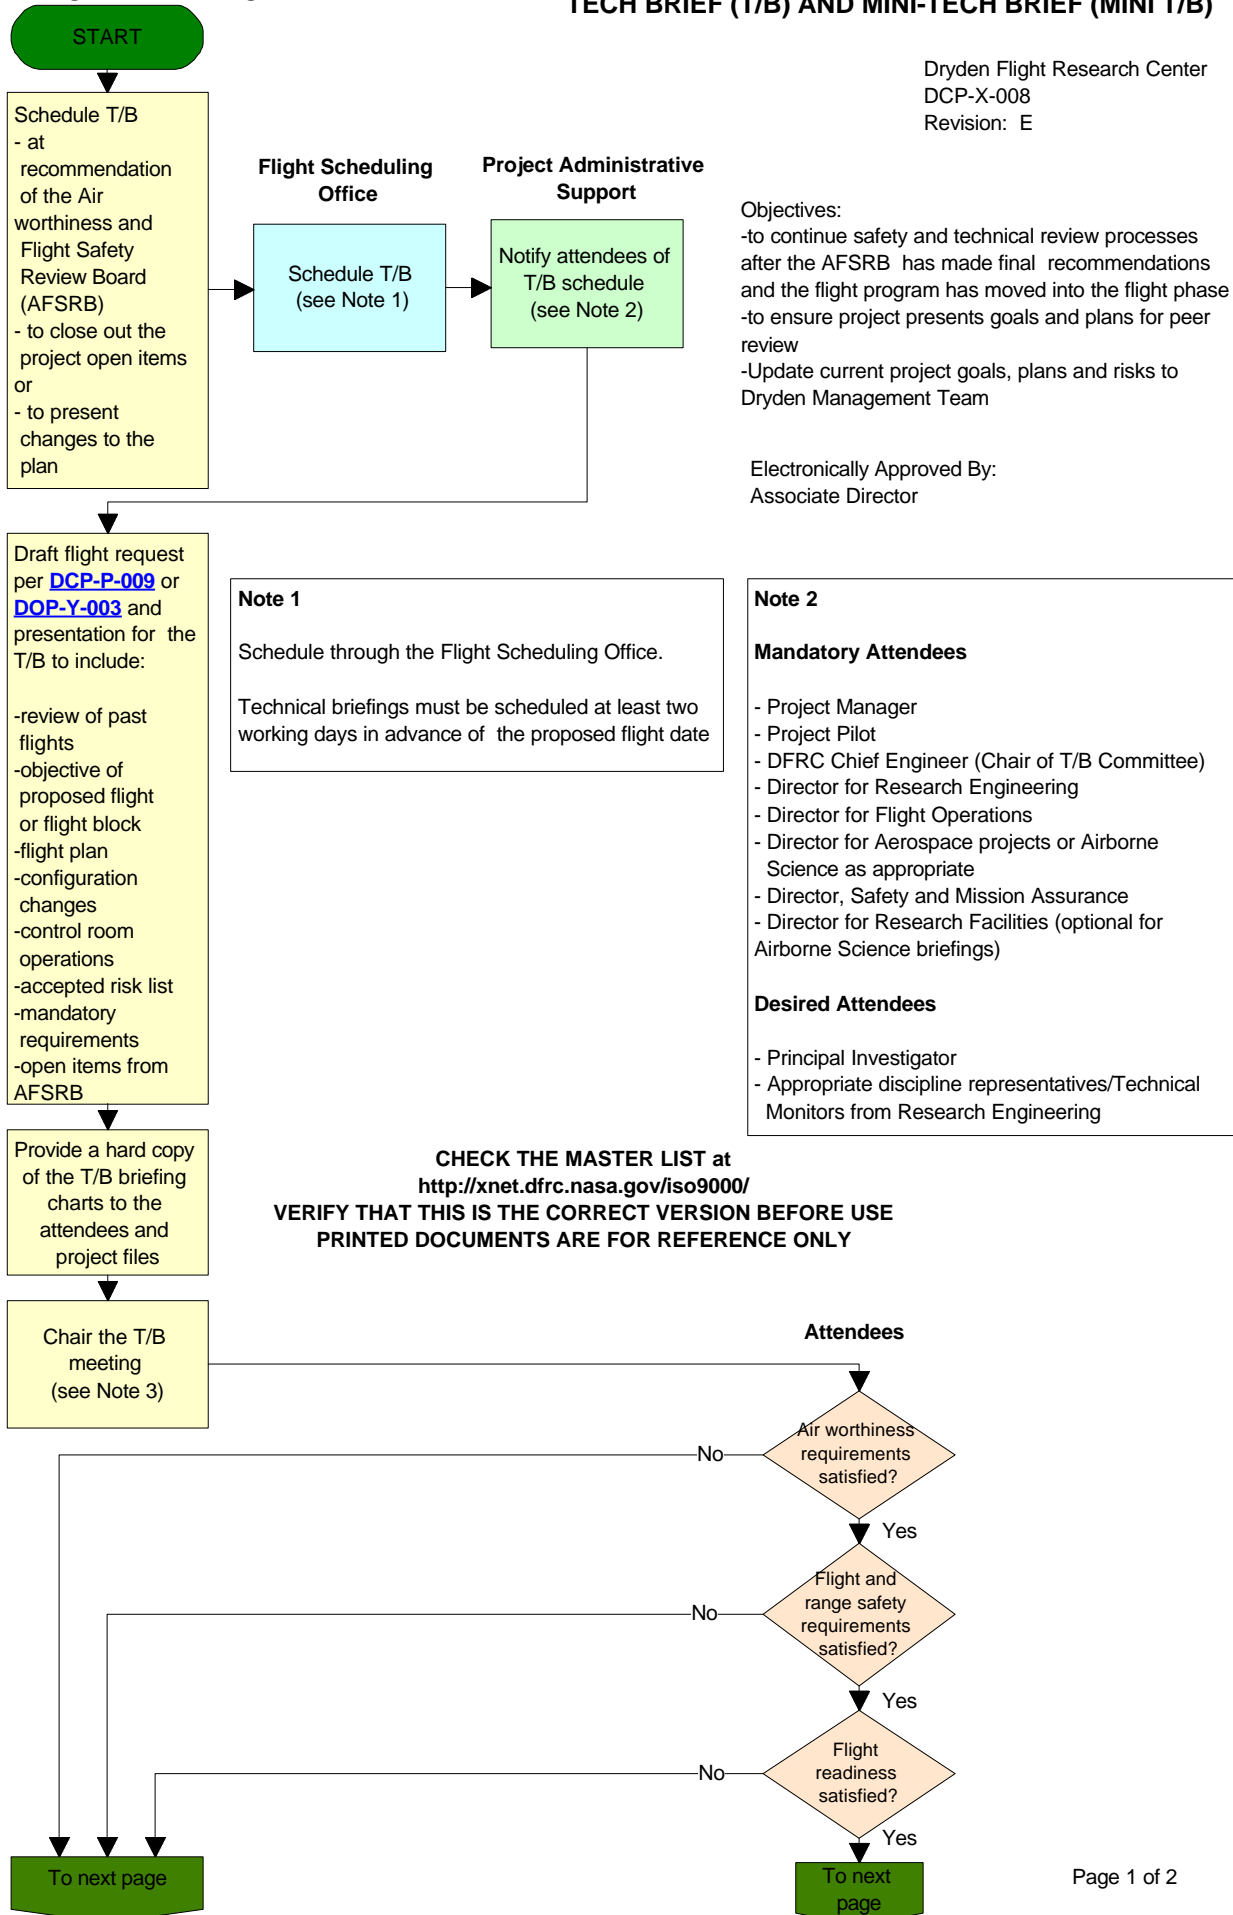 TECH BRIEF (T/B) AND MINI-TECH BRIEF (MINI T/B)
START
Dryden Flight Research Center
DCP-X-008
Revision: E
Schedule T/B
- at
recommendation
of the Air
worthiness and
Flight Safety
Review Board
(AFSRB)
- to close out the
project open items
or
- to present
changes to the
plan
Flight Scheduling
Office
Schedule T/B
(see Note 1)
Project Administrative
Support
Notify attendees of
T/B schedule
(see Note 2)
Objectives:
-to continue safety and technical review processes
after the AFSRB has made final recommendations
and the flight program has moved into the flight phase
-to ensure project presents goals and plans for peer
review
-Update current project goals, plans and risks to
Dryden Management Team
Electronically Approved By:
Associate Director
Draft flight request
per DCP-P-009 or
DOP-Y-003 and
presentation for the
T/B to include:
-review of past
flights
-objective of
proposed flight
or flight block
-flight plan
-configuration
changes
-control room
operations
-accepted risk list
-mandatory
requirements
-open items from
AFSRB
Note 1
Schedule through the Flight Scheduling Office.
Technical briefings must be scheduled at least two
working days in advance of the proposed flight date
Note 2
Mandatory Attendees
- Project Manager
- Project Pilot
- DFRC Chief Engineer (Chair of T/B Committee)
- Director for Research Engineering
- Director for Flight Operations
- Director for Aerospace projects or Airborne
Science as appropriate
- Director, Safety and Mission Assurance
- Director for Research Facilities (optional for
Airborne Science briefings)
Desired Attendees
- Principal Investigator
- Appropriate discipline representatives/Technical
Monitors from Research Engineering
Provide a hard copy
of the T/B briefing
charts to the
attendees and
project files
CHECK THE MASTER LIST at
http://xnet.dfrc.nasa.gov/iso9000/
VERIFY THAT THIS IS THE CORRECT VERSION BEFORE USE
PRINTED DOCUMENTS ARE FOR REFERENCE ONLY
Chair the T/B
meeting
(see Note 3)
Attendees
Air worthiness
requirements
satisfied?
No
Yes
Flight and
range safety
requirements
satisfied?
No
Yes
Flight
readiness
satisfied?
No
Yes
To next page
To next
page
Page 1 of 2